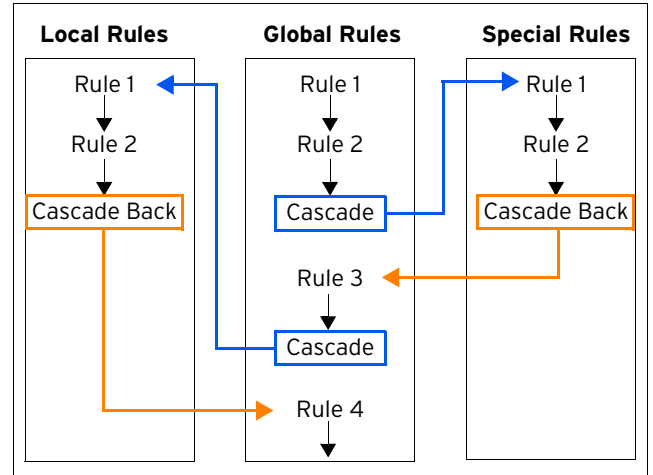 Local Rules
Global Rules
Special Rules
Rule 1
Rule 1
Rule 1
Rule 2
Rule 2
Rule 2
Cascade Back
Cascade
Cascade Back
Rule 3
Cascade
Rule 4